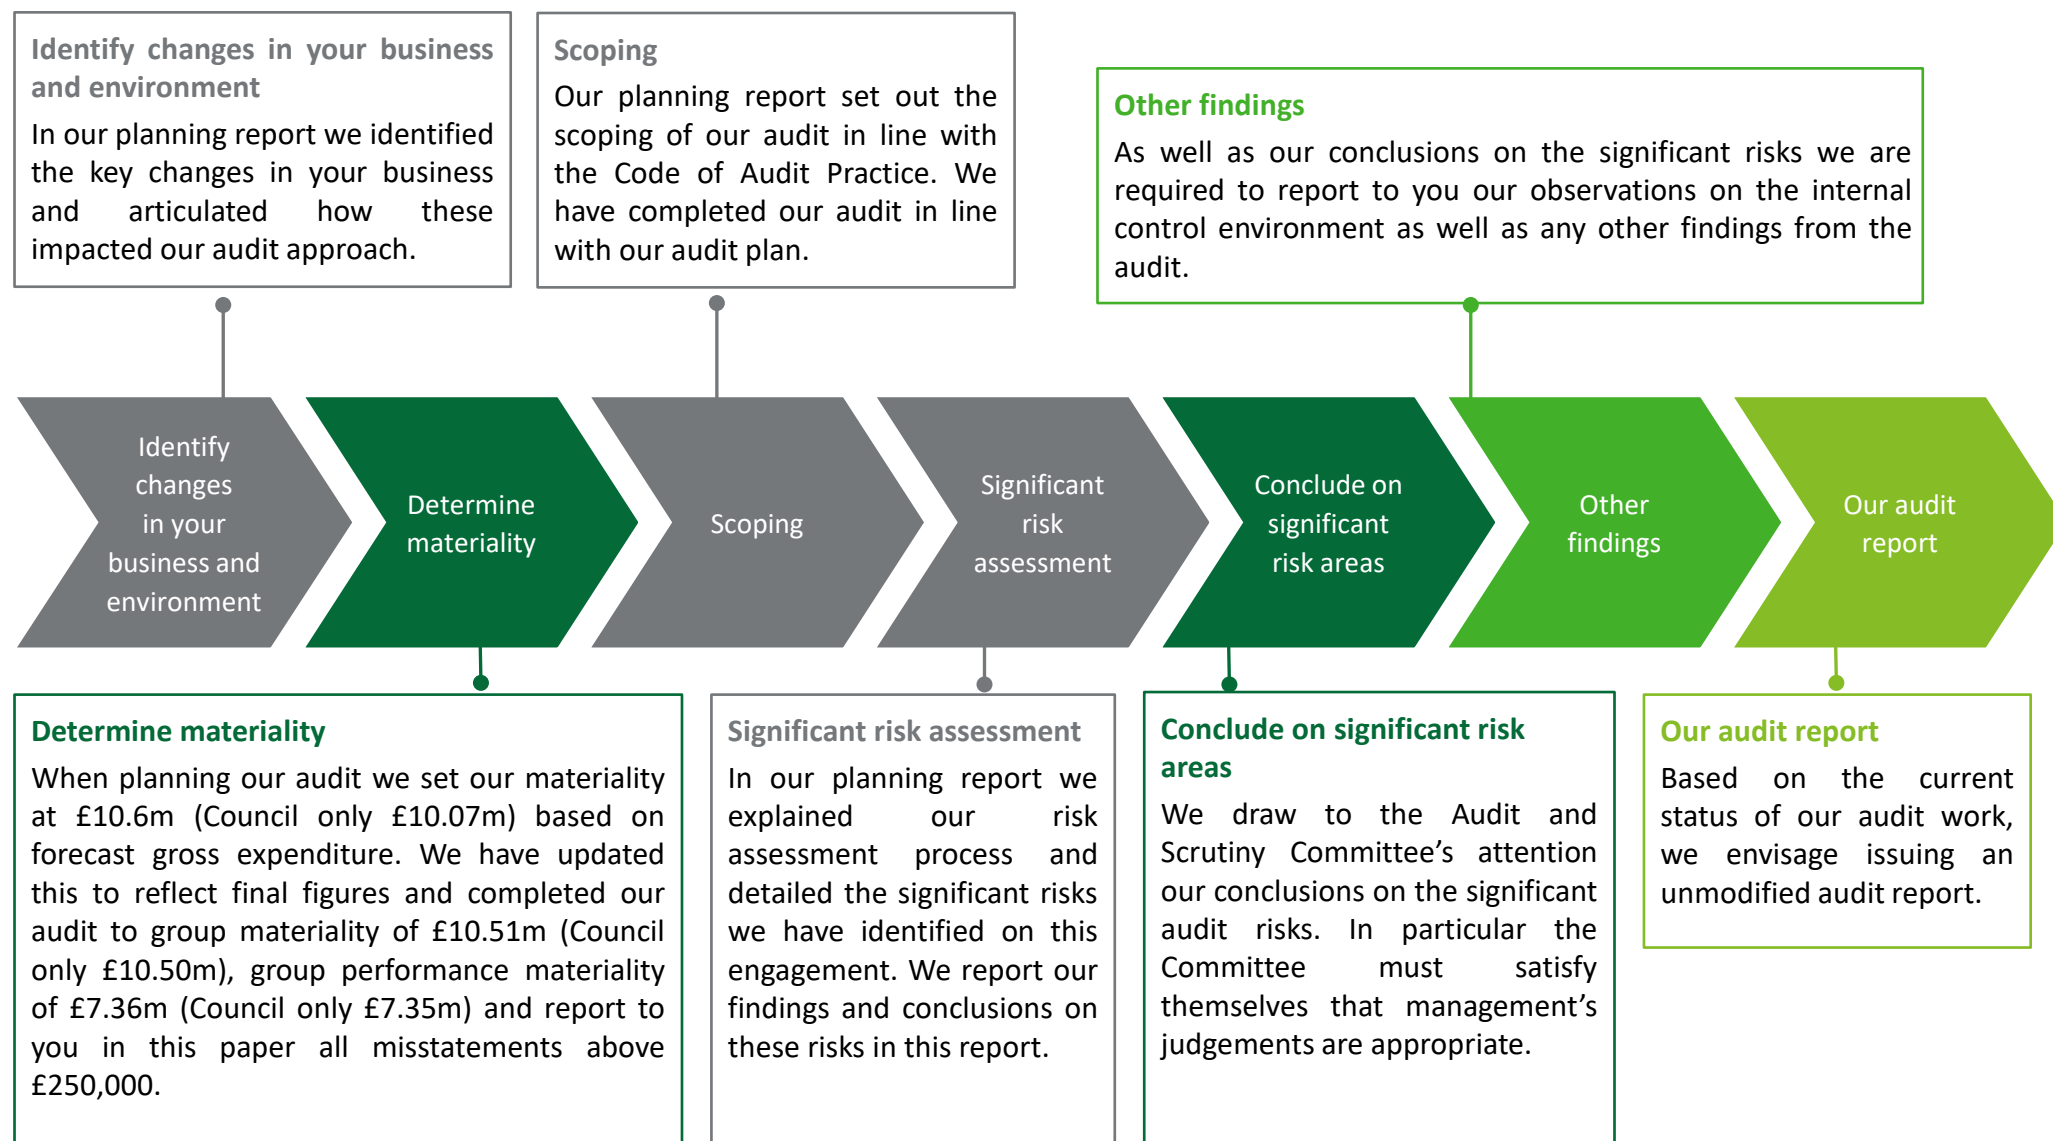 Identify changes in your business
and environment
In our planning report we identified
the key changes in your business
and articulated how these
impacted our audit approach.
Scoping
Our planning report set out the
scoping of our audit in line with
the Code of Audit Practice. We
have completed our audit in line
with our audit plan.
Other findings
As well as our conclusions on the significant risks we are
required to report to you our observations on the internal
control environment as well as any other findings from the
audit.
Identify
changes
in your
business and
environment
Determine
materiality
Scoping
Significant
risk
assessment
Conclude on
significant
risk areas
Other
findings
Our audit
report
Determine materiality
When planning our audit we set our materiality
at £10.6m (Council only £10.07m) based on
forecast gross expenditure. We have updated
this to reflect final figures and completed our
audit to group materiality of £10.51m (Council
only £10.50m), group performance materiality
of £7.36m (Council only £7.35m) and report to
you in this paper all misstatements above
£250,000.
Significant risk assessment
In our planning report we
explained our risk
assessment process and
detailed the significant risks
we have identified on this
engagement. We report our
findings and conclusions on
these risks in this report.
Conclude on significant risk
areas
We draw to the Audit and
Scrutiny Committee’s attention
our conclusions on the significant
audit risks. In particular the
Committee must satisfy
themselves that management’s
judgements are appropriate.
Our audit report
Based on the current
status of our audit work,
we envisage issuing an
unmodified audit report.